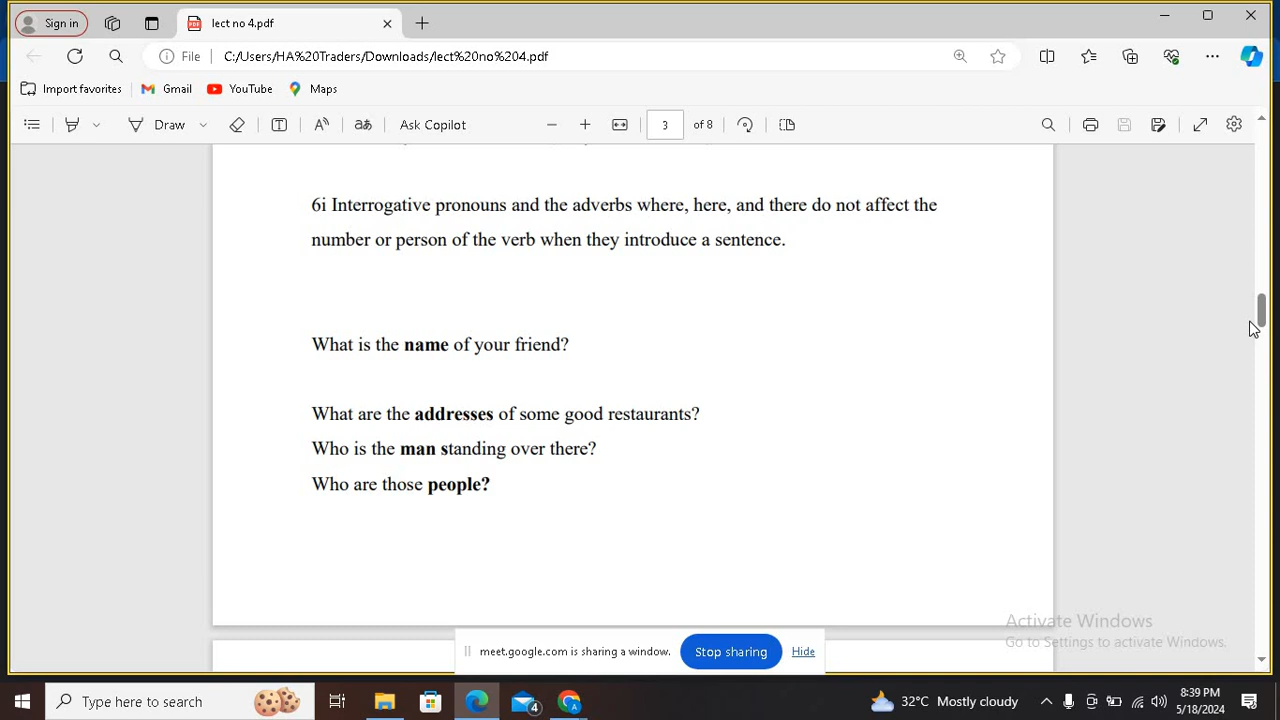 Sign in
lect no 4.pdf
File
C:/Users/HA%20Traders/Downloads/lect%20no%204.pdf
Import favorites
Gmail
YouTube
Maps
Draw
aあ
Ask Copilot
3
of 8
6i Interrogative pronouns and the adverbs where, here, and there do not affect the
number or person of the verb when they introduce a sentence.
What is the name of your friend?
What are the addresses of some good restaurants?
Who is the man standing over there?
Who are those people?
Activate Windows
Go to Settings to activate Windows.
meet.google.com is sharing a window.
Stop sharing
Hide
Type here to search
4
A
32°C Mostly cloudy
8:39 PM
5/18/2024